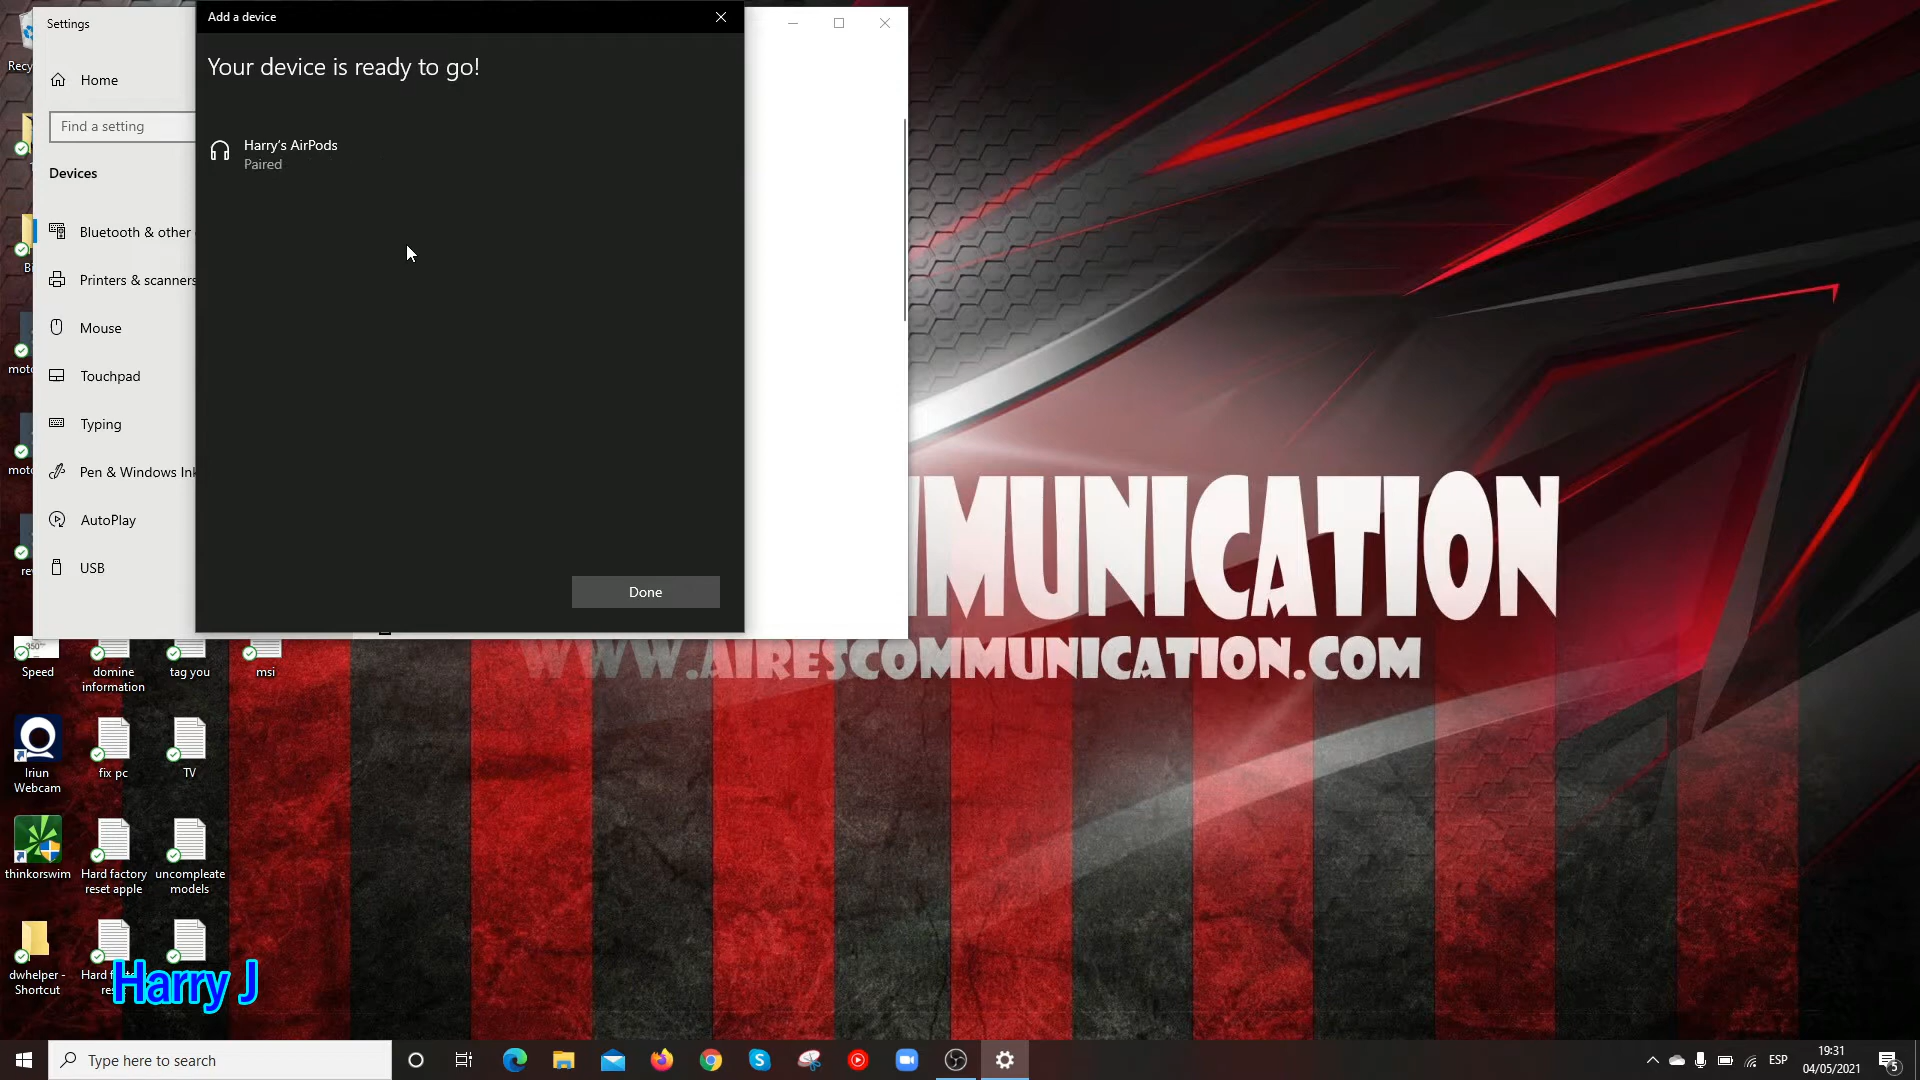 Settings
Add a device
Your device is ready to go!
Home
Find a setting
Harry's AirPods
Paired
Devices
Bluetooth & other
Printers & scanners
Mouse
Touchpad
Typing
Pen & Windows Ink
AutoPlay
USB
Done
MUNICATION
WWW.AIRESCOMMUNICATION.COM
Speed
domine information
tag you
msi
Iriun Webcam
fix pc
TV
thinkorswim
Hard factory reset apple
uncompleate models
dwhelper - Shortcut
Harry J
Type here to search
ESP
19:31
04/05/2021
5